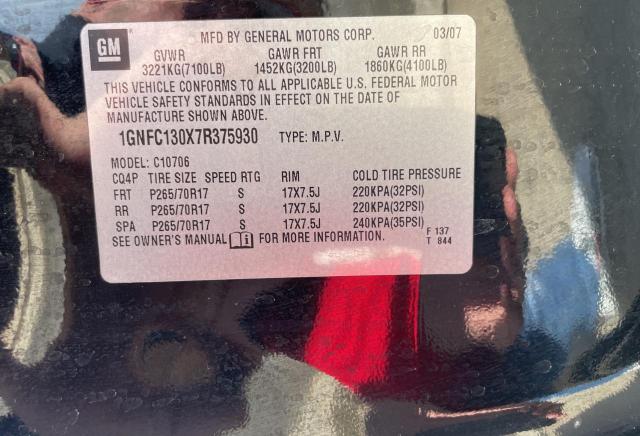 GM MFD BY GENERAL MOTORS CORP. 03/07
GVWR GAWR FRT GAWR RR
3221KG(7100LB) 1452KG(3200LB) 1860KG(4100LB)
THIS VEHICLE CONFORMS TO ALL APPLICABLE U.S. FEDERAL MOTOR
VEHICLE SAFETY STANDARDS IN EFFECT ON THE DATE OF
MANUFACTURE SHOWN ABOVE.
1GNFC130X7R375930 TYPE: M.P.V.
MODEL: C10706
CQ4P TIRE SIZE SPEED RTG RIM COLD TIRE PRESSURE
FRT P265/70R17 S 17X7.5J 220KPA(32PSI)
RR P265/70R17 S 17X7.5J 220KPA(32PSI)
SPA P265/70R17 S 17X7.5J 240KPA(35PSI) F 137
SEE OWNER'S MANUAL FOR MORE INFORMATION. T 844